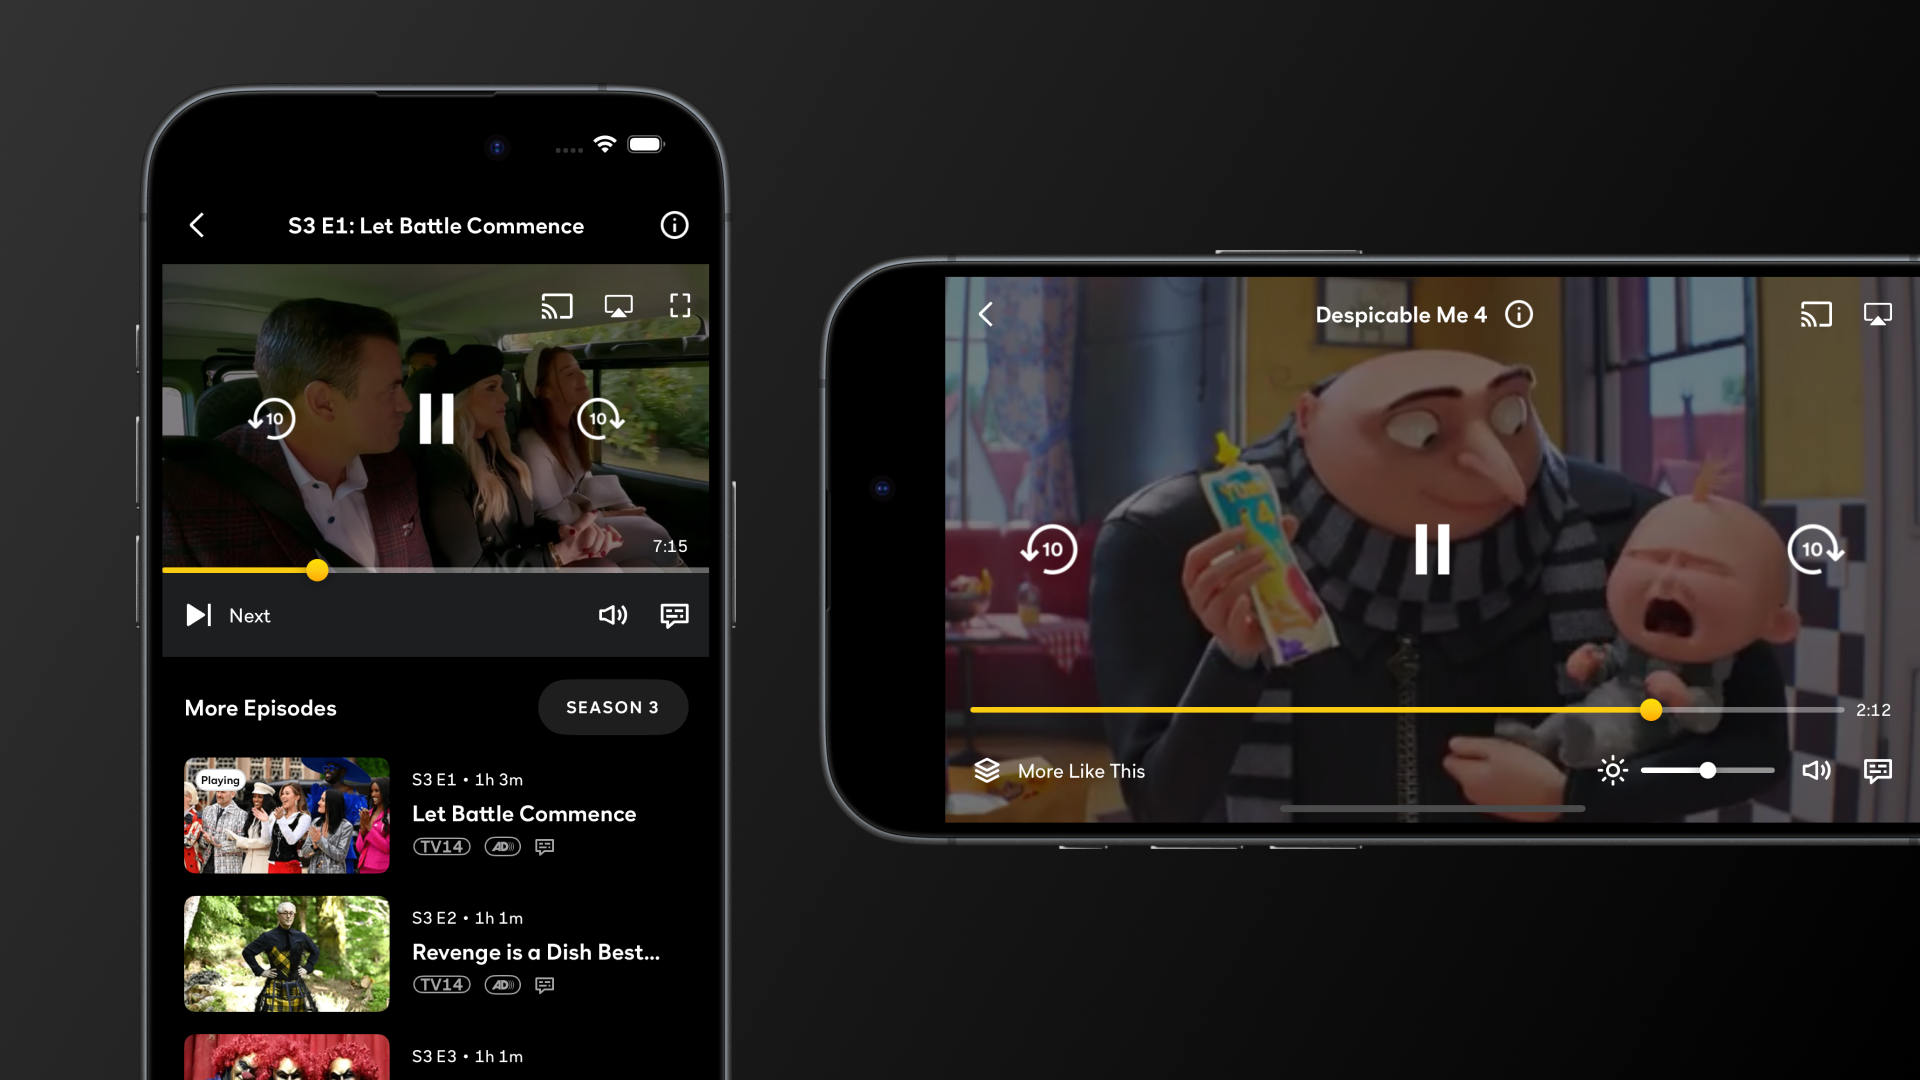 S3 E1: Let Battle Commence
10
10
7:15
Next
More Episodes
SEASON 3
Playing
S3 E1 • 1h 3m
Let Battle Commence
TV14
AD
S3 E2 • 1h 1m
Revenge is a Dish Best...
TV14
AD
S3 E3 • 1h 1m
Despicable Me 4
10
10
2:12
More Like This